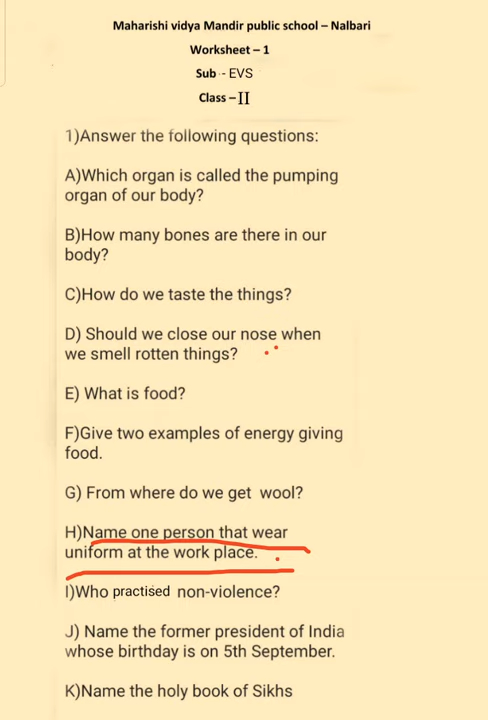 Maharishi vidya Mandir public school – Nalbari
Worksheet – 1
Sub - EVS
Class – II
1)Answer the following questions:
A)Which organ is called the pumping
organ of our body?
B)How many bones are there in our
body?
C)How do we taste the things?
D) Should we close our nose when
we smell rotten things?
E) What is food?
F)Give two examples of energy giving
food.
G) From where do we get wool?
H)Name one person that wear
uniform at the work place.
I)Who practised non-violence?
J) Name the former president of India
whose birthday is on 5th September.
K)Name the holy book of Sikhs